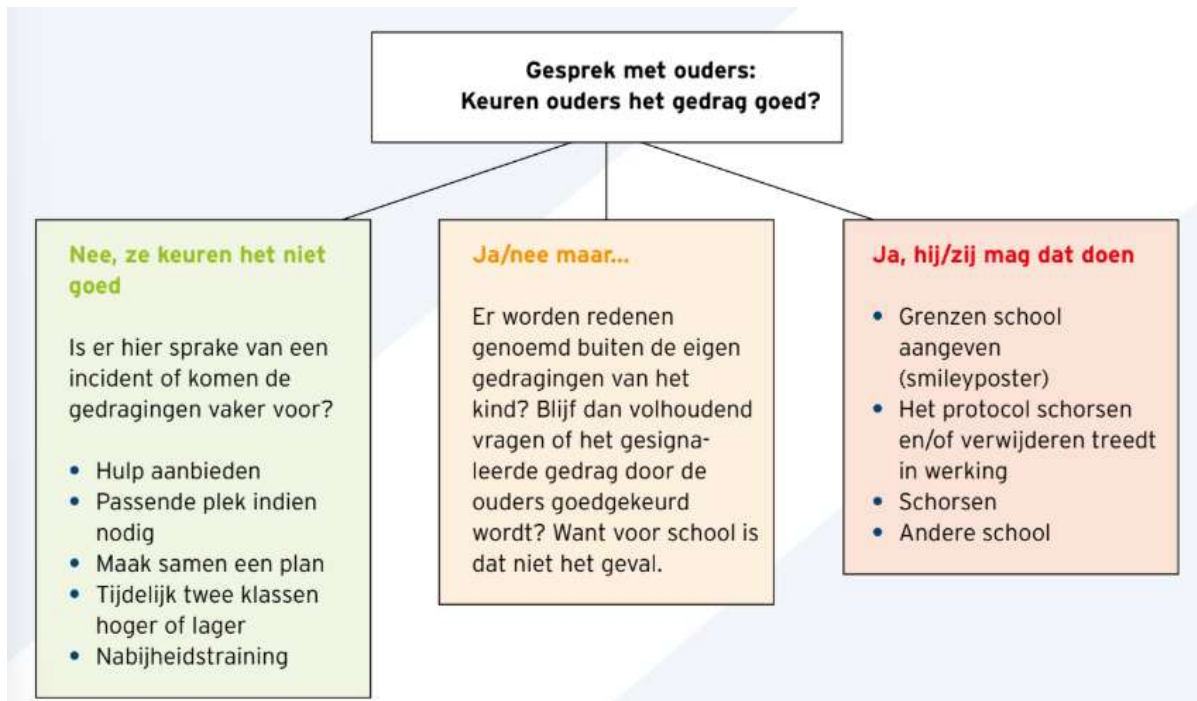 Gesprek met ouders:
Keuren ouders het gedrag goed?
Nee, ze keuren het niet
goed
Is er hier sprake van een
incident of komen de
gedragingen vaker voor?
• Hulp aanbieden
• Passende plek indien
nodig
• Maak samen een plan
• Tijdelijk twee klassen
hoger of lager
• Nabijheidstraining
Ja/nee maar...
Er worden redenen
genoemd buiten de eigen
gedragingen van het
kind? Blijf dan volhoudend
vragen of het gesigna-
leerde gedrag door de
ouders goedgekeurd
wordt? Want voor school is
dat niet het geval.
Ja, hij/zij mag dat doen
• Grenzen school
aangeven
(smileyposter)
• Het protocol schorsen
en/of verwijderen treedt
in werking
• Schorsen
• Andere school